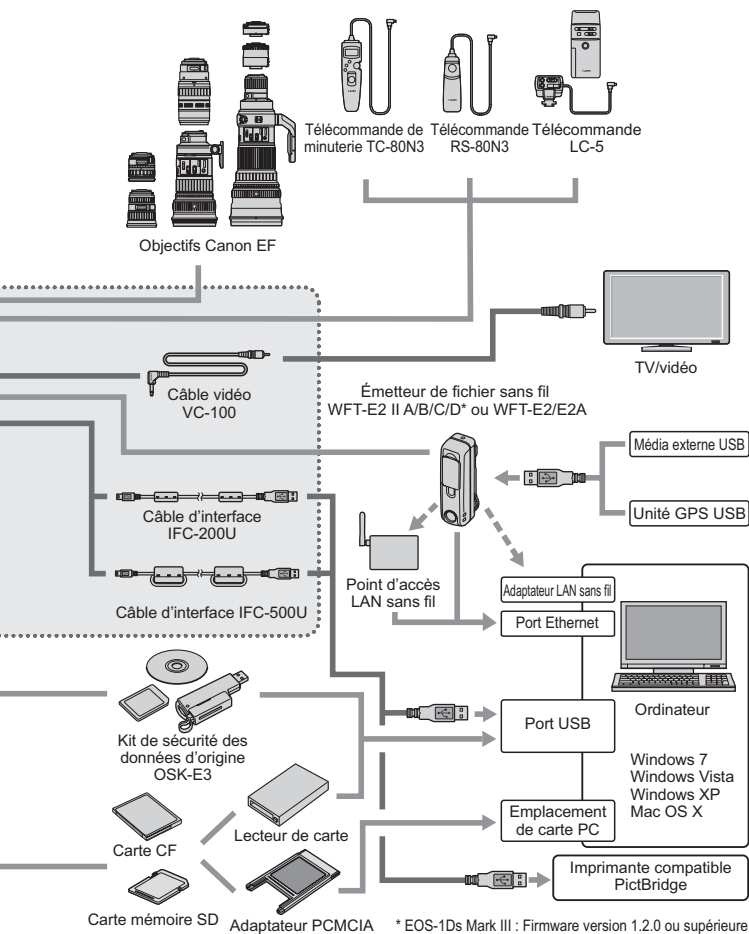 Télécommande de
minuterie TC-80N3
Télécommande
RS-80N3
Télécommande
LC-5
Objectifs Canon EF
TV/vidéo
Câble vidéo
VC-100
Émetteur de fichier sans fil
WFT-E2 II A/B/C/D* ou WFT-E2/E2A
Média externe USB
Unité GPS USB
Câble d'interface
IFC-200U
Point d'accès
LAN sans fil
Adaptateur LAN sans fil
Port Ethernet
Câble d'interface IFC-500U
Port USB
Ordinateur
Kit de sécurité des
données d'origine
OSK-E3
Windows 7
Windows Vista
Windows XP
Mac OS X
Emplacement
de carte PC
Carte CF
Lecteur de carte
Imprimante compatible
PictBridge
Carte mémoire SD
Adaptateur PCMCIA
* EOS-1Ds Mark III : Firmware version 1.2.0 ou supérieure